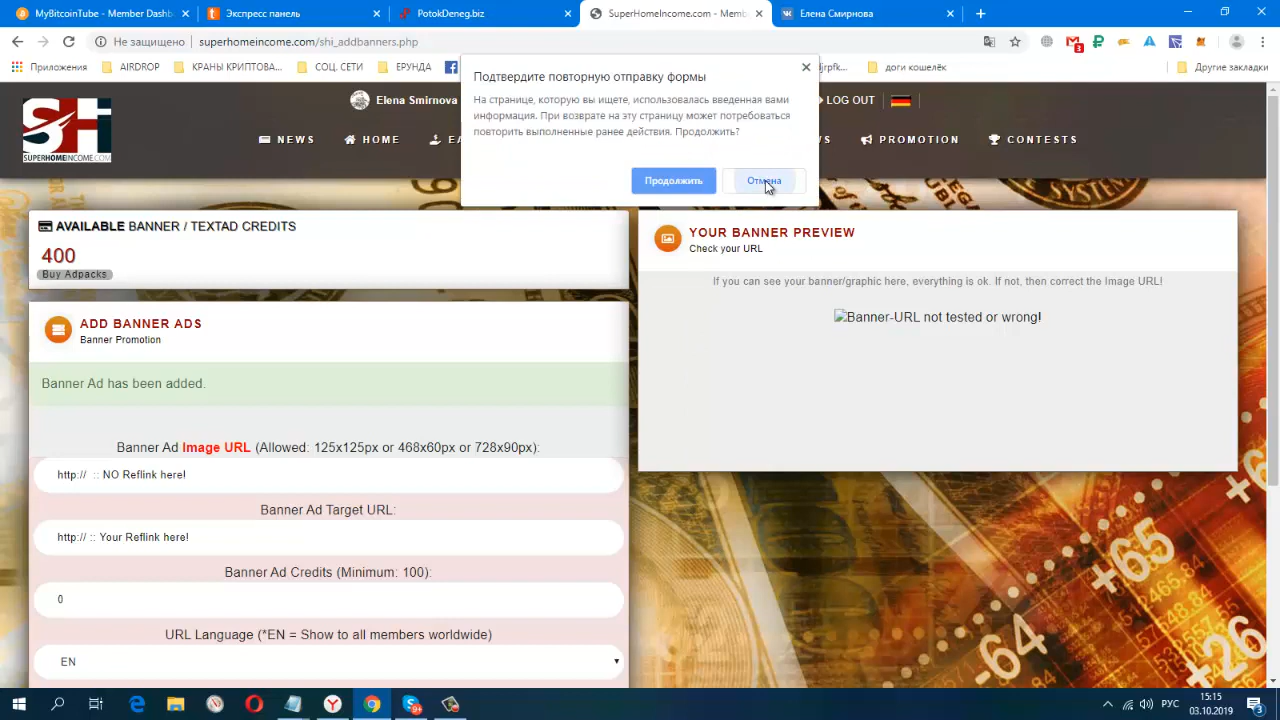 MyBitcoinTube - Member Dashb
Экспресс панель
PotokDeneg.biz
SuperHomeIncome.com - Memb
Елена Смирнова
Не защищено
superhomeincome.com/shi_addbanners.php
3
Приложения
AIRDROP
КРАНЫ КРИПТОВА...
СОЦ. СЕТИ
ЕРУНДА
доги кошелёк
Другие закладки
Подтвердите повторную отправку формы
На странице, которую вы ищете, использовалась введенная вами
информация. При возврате на эту страницу может потребоваться
повторить выполненные ранее действия. Продолжить?
Продолжить
Отмена
SHI
SUPERHOMEINCOME.COM
Elena Smirnova
LOG OUT
NEWS
HOME
PROMOTION
CONTESTS
AVAILABLE BANNER / TEXTAD CREDITS
400
Buy Adpacks
ADD BANNER ADS
Banner Promotion
Banner Ad has been added.
Banner Ad Image URL (Allowed: 125x125px or 468x60px or 728x90px):
http:// :: NO Reflink here!
Banner Ad Target URL:
http:// :: Your Reflink here!
Banner Ad Credits (Minimum: 100):
0
URL Language (*EN = Show to all members worldwide)
EN
YOUR BANNER PREVIEW
Check your URL
If you can see your banner/graphic here, everything is ok. If not, then correct the Image URL!
Banner-URL not tested or wrong!
+65
-64
+26
РУС
15:15
03.10.2019
3